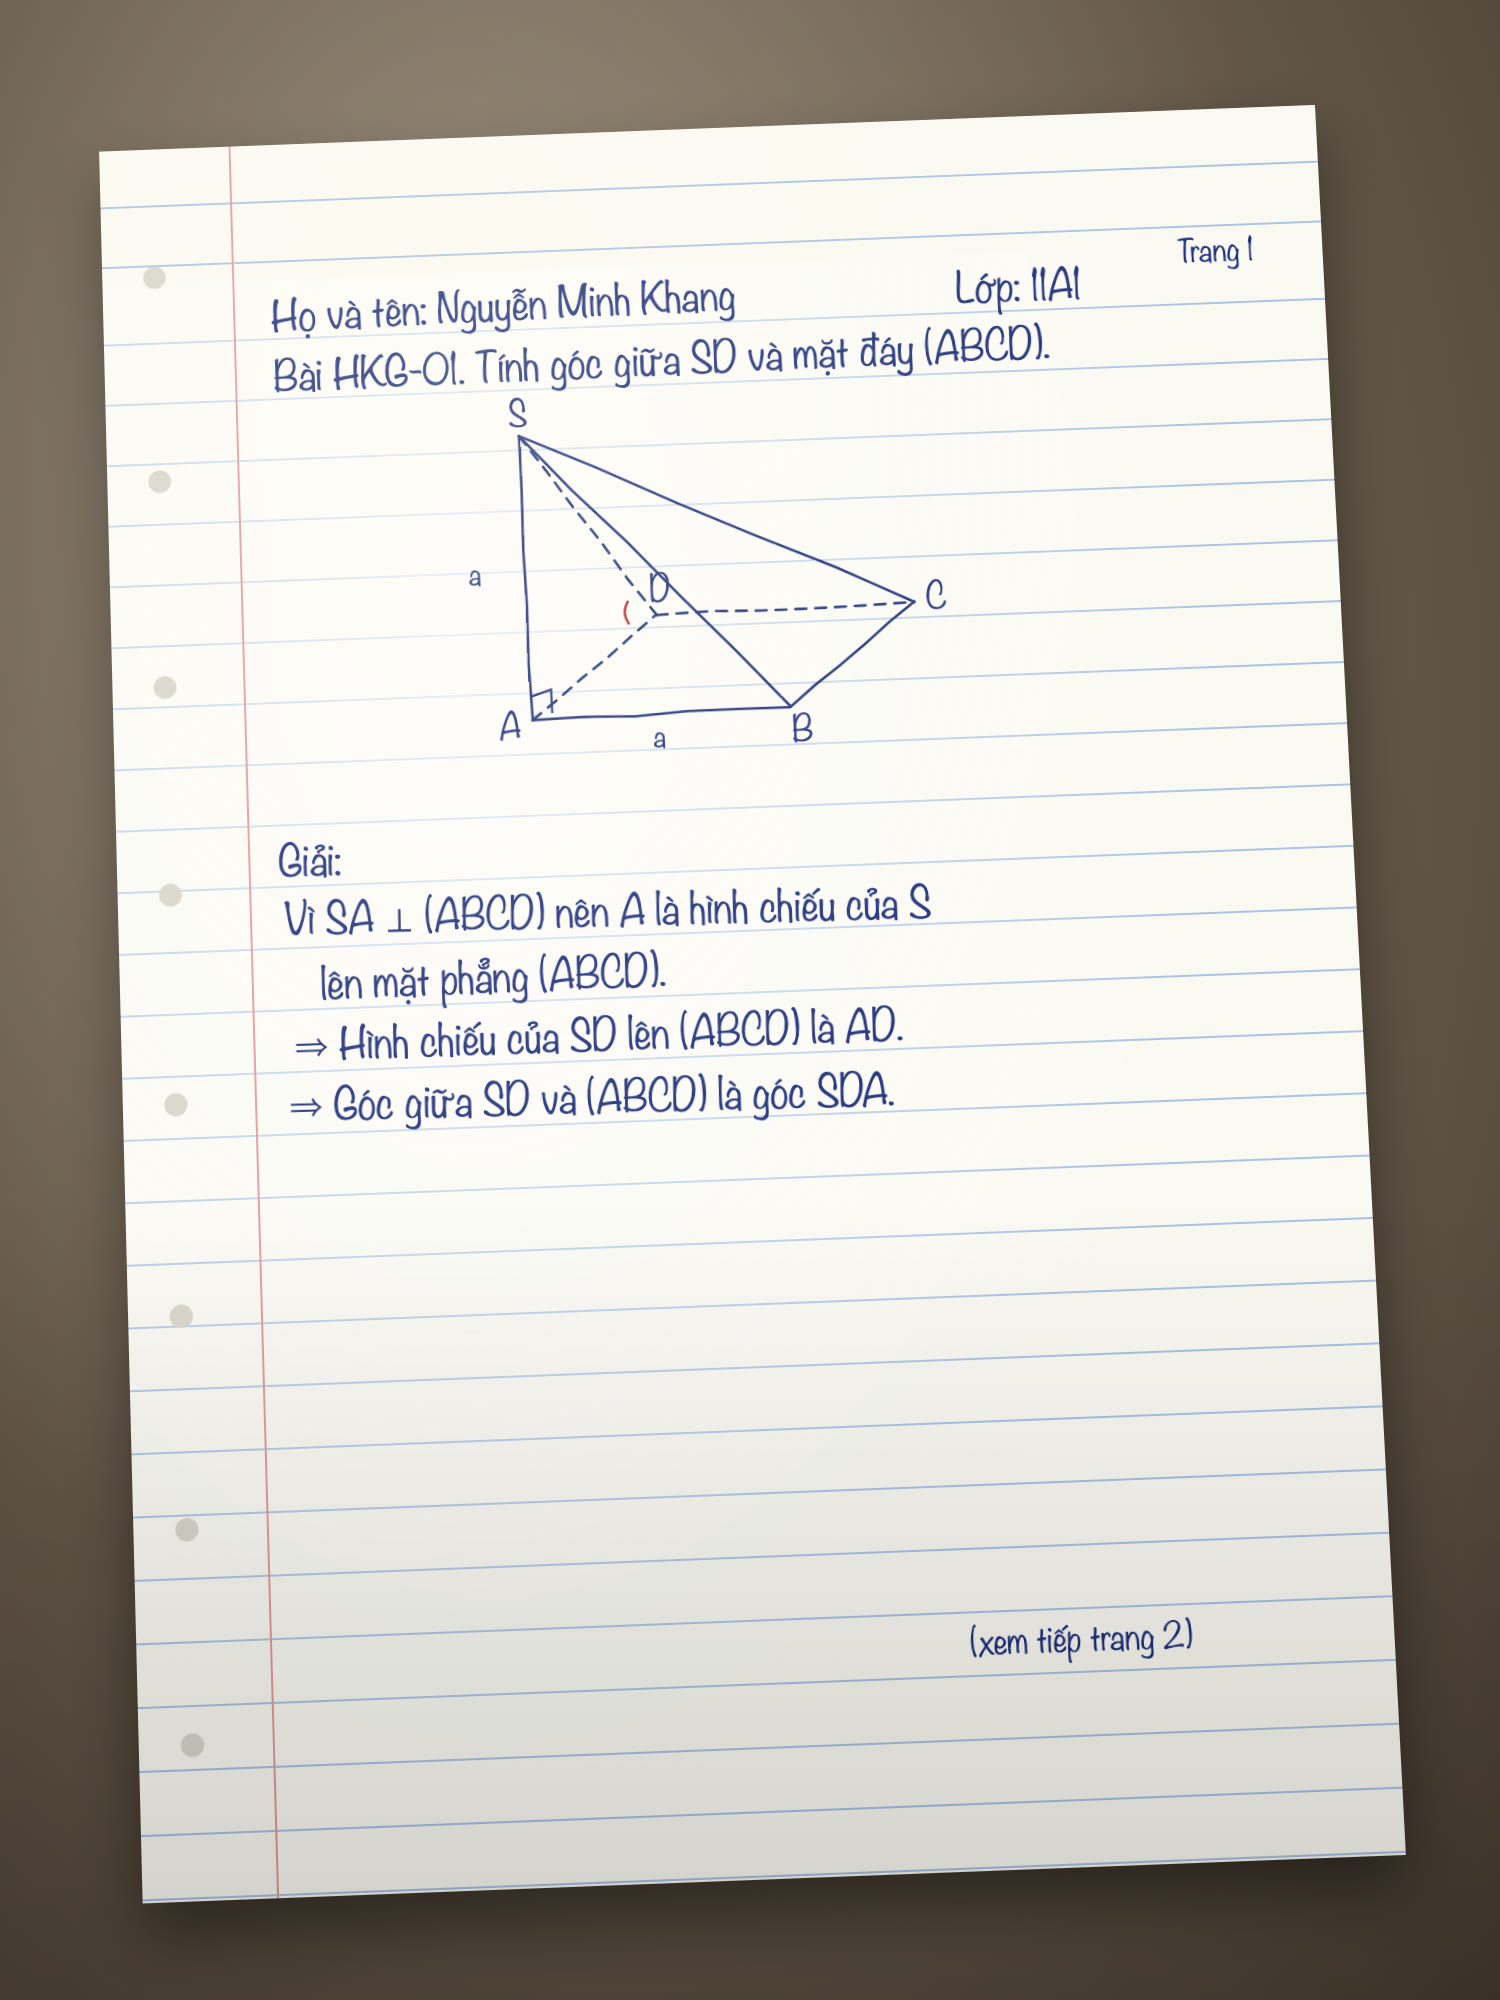 Trang 1
Họ và tên: Nguyễn Minh Khang Lớp: 11A1
Bài HKG-01. Tính góc giữa SD và mặt đáy (ABCD).
S
a
D
C
A
B
a
Giải:
Vì SA ⊥ (ABCD) nên A là hình chiếu của S
lên mặt phẳng (ABCD).
⇒ Hình chiếu của SD lên (ABCD) là AD.
⇒ Góc giữa SD và (ABCD) là góc SDA.
(xem tiếp trang 2)